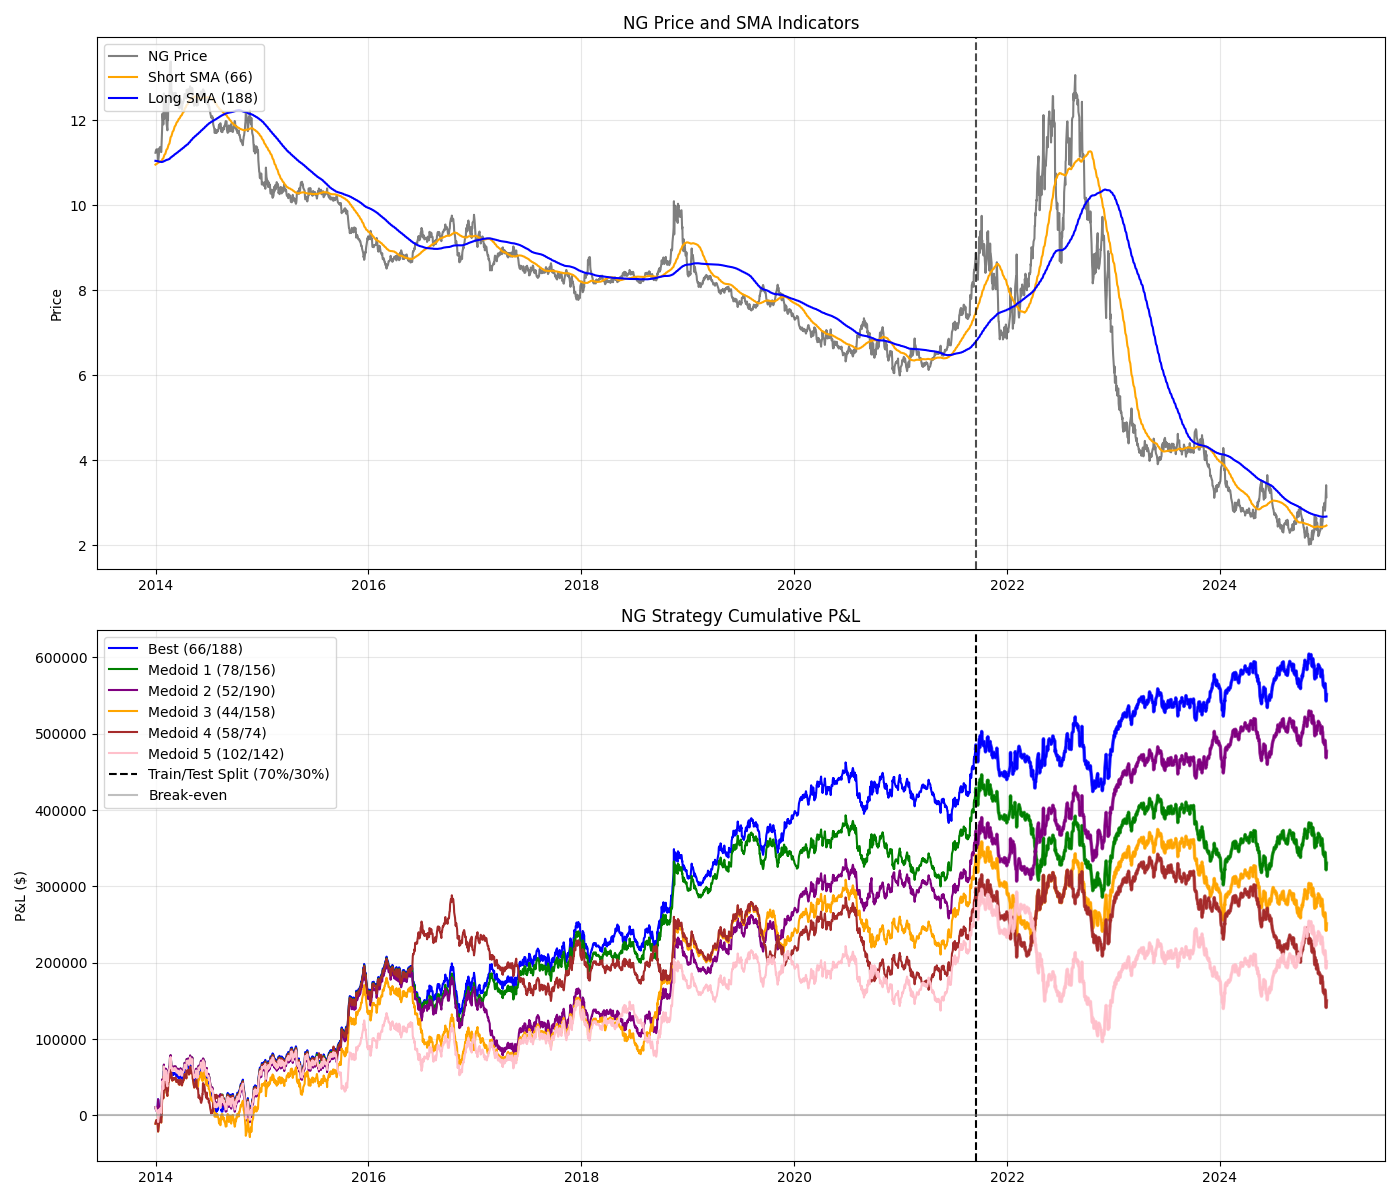 NG Price and SMA Indicators
NG Price
Short SMA (66)
Long SMA (188)
Price
12
10
8
6
4
2
2014 2016 2018 2020 2022 2024
NG Strategy Cumulative P&L
Best (66/188)
Medoid 1 (78/156)
Medoid 2 (52/190)
Medoid 3 (44/158)
Medoid 4 (58/74)
Medoid 5 (102/142)
Train/Test Split (70%/30%)
Break-even
P&L ($)
600000
500000
400000
300000
200000
100000
0
2014 2016 2018 2020 2022 2024